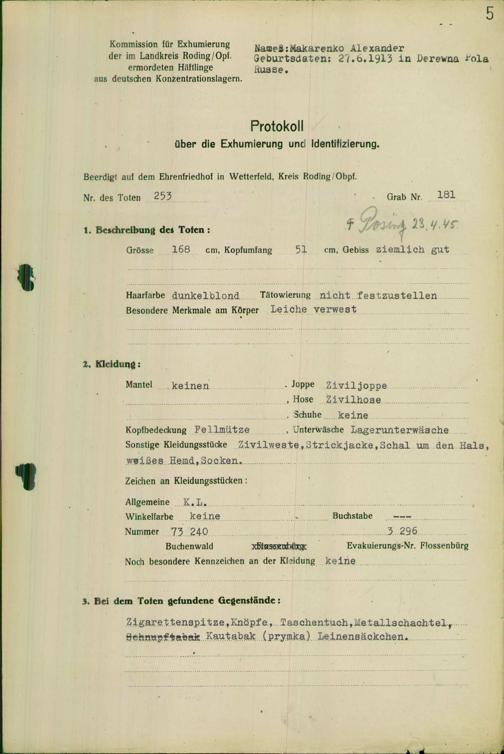 5
Kommission für Exhumierung
der im Landkreis Roding/Opf.
ermordeten Häftlinge
aus deutschen Konzentrationslagern.
Names:Makarenko Alexander
Geburtsdaten: 27.6.1913 in Derewna Pola
Russe.
Protokoll
über die Exhumierung und Identifizierung.
Beerdigt auf dem Ehrenfriedhof in Wetterfeld, Kreis Roding/Obpf.
Nr. des Toten 253 Grab Nr. 181
Posing 23.4.45
1. Beschreibung des Toten:
Grösse 168 cm, Kopfumfang 51 cm, Gebiss ziemlich gut
Haarfarbe dunkelblond Tätowierung nicht festzustellen
Besondere Merkmale am Körper Leiche verwest
2. Kleidung:
Mantel keinen , Joppe Ziviljoppe
, Hose Zivilhose
, Schuhe keine
Kopfbedeckung Fellmütze , Unterwäsche Lagerunterwäsche
Sonstige Kleidungsstücke Zivilweste,Strickjacke,Schal um den Hals,
weißes Hemd,Socken.
Zeichen an Kleidungsstücken:
Allgemeine K.L.
Winkelfarbe keine Buchstabe ---
Nummer 73 240 3 296
Buchenwald Evakuierungs-Nr. Flossenbürg
Noch besondere Kennzeichen an der Kleidung keine
3. Bei dem Toten gefundene Gegenstände:
Zigarettenspitze,Knöpfe, Taschentuch,Metallschachtel,
Schnupftabak Kautabak (prymka) Leinensäckchen.